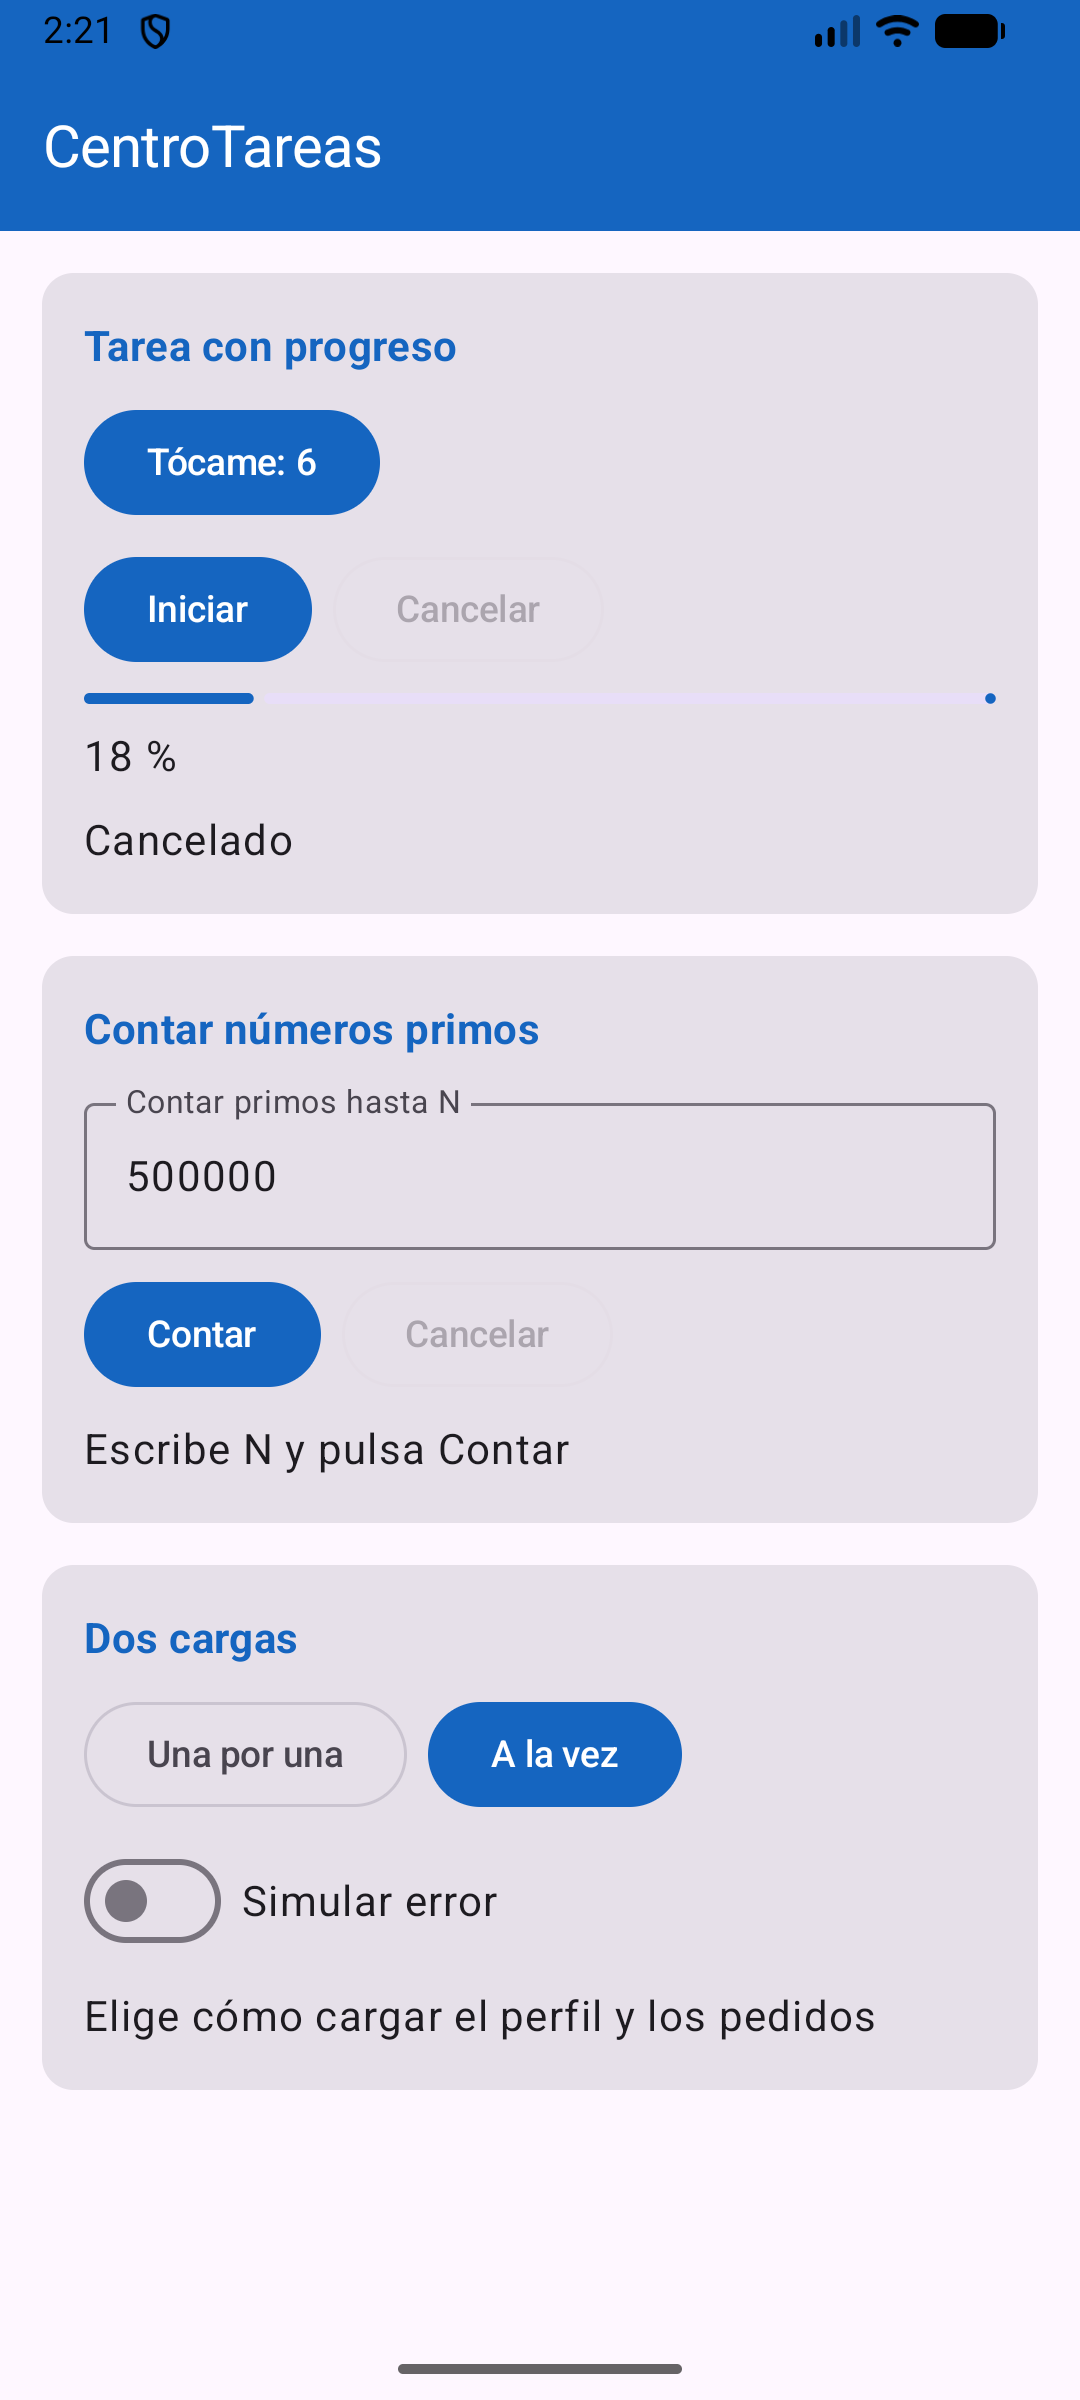 2:21
CentroTareas
Tarea con progreso
Tócame: 6
Iniciar Cancelar
18 %
Cancelado
Contar números primos
Contar primos hasta N
500000
Contar Cancelar
Escribe N y pulsa Contar
Dos cargas
Una por una A la vez
Simular error
Elige cómo cargar el perfil y los pedidos